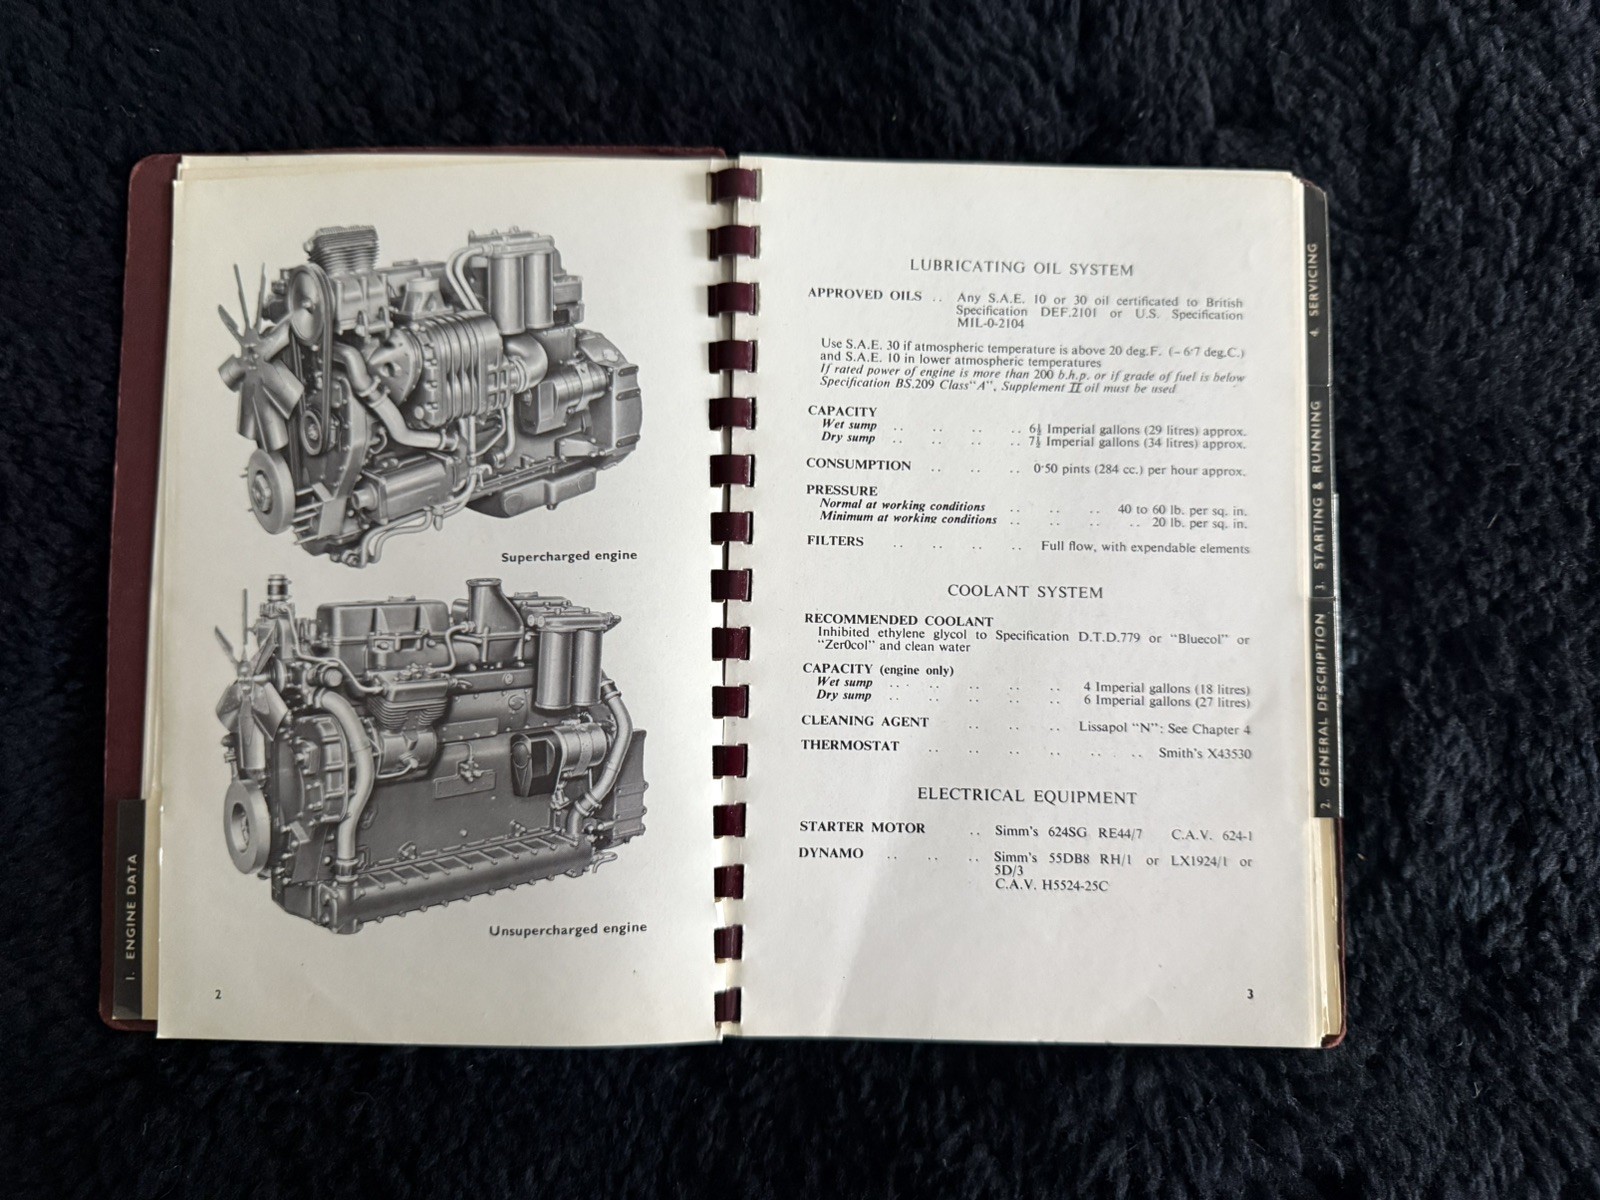 Supercharged engine
Unsupercharged engine
1. ENGINE DATA
2
LUBRICATING OIL SYSTEM
APPROVED OILS .. Any S.A.E. 10 or 30 oil certificated to British
Specification DEF.2101 or U.S. Specification
MIL-0-2104
Use S.A.E. 30 if atmospheric temperature is above 20 deg.F. (-6·7 deg.C.)
and S.A.E. 10 in lower atmospheric temperatures
If rated power of engine is more than 200 b.h.p. or if grade of fuel is below
Specification BS.209 Class "A", Supplement II oil must be used
CAPACITY
Wet sump .. .. .. .. 6½ Imperial gallons (29 litres) approx.
Dry sump .. .. .. .. 7½ Imperial gallons (34 litres) approx.
CONSUMPTION .. .. .. 0·50 pints (284 cc.) per hour approx.
PRESSURE
Normal at working conditions .. .. .. 40 to 60 lb. per sq. in.
Minimum at working conditions .. .. .. .. 20 lb. per sq. in.
FILTERS .. .. .. .. Full flow, with expendable elements
COOLANT SYSTEM
RECOMMENDED COOLANT
Inhibited ethylene glycol to Specification D.T.D.779 or "Bluecol" or
"Zer0col" and clean water
CAPACITY (engine only)
Wet sump .. .. .. .. .. 4 Imperial gallons (18 litres)
Dry sump .. .. .. .. .. 6 Imperial gallons (27 litres)
CLEANING AGENT .. .. .. Lissapol "N": See Chapter 4
THERMOSTAT .. .. .. .. .. .. Smith's X43530
ELECTRICAL EQUIPMENT
STARTER MOTOR .. Simm's 624SG RE44/7 C.A.V. 624-1
DYNAMO .. .. .. Simm's 55DB8 RH/1 or LX1924/1 or
5D/3
C.A.V. H5524-25C
3
4. SERVICING
3. STARTING & RUNNING
2. GENERAL DESCRIPTION